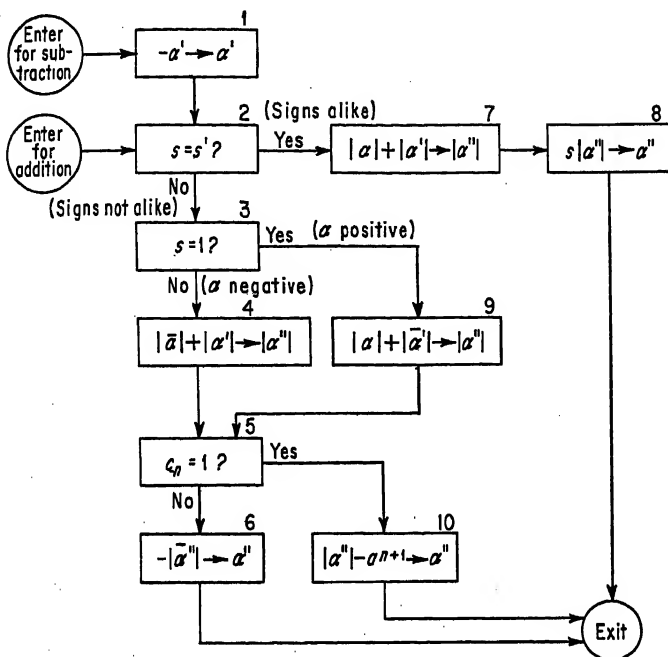 Enter
for sub-
traction
1
-α' → α'
Enter
for
addition
2
s = s' ?
(Signs alike)
Yes
7
|α| + |α'| → |α"|
8
s|α"| → α"
No
(Signs not alike)
3
s = 1 ?
Yes (α positive)
No (α negative)
4
|ᾱ| + |α'| → |α"|
9
|α| + |ᾱ'| → |α"|
5
cₙ = 1 ?
Yes
No
6
-|ᾱ"| → α"
10
|α"| - aⁿ⁺¹ → α"
Exit